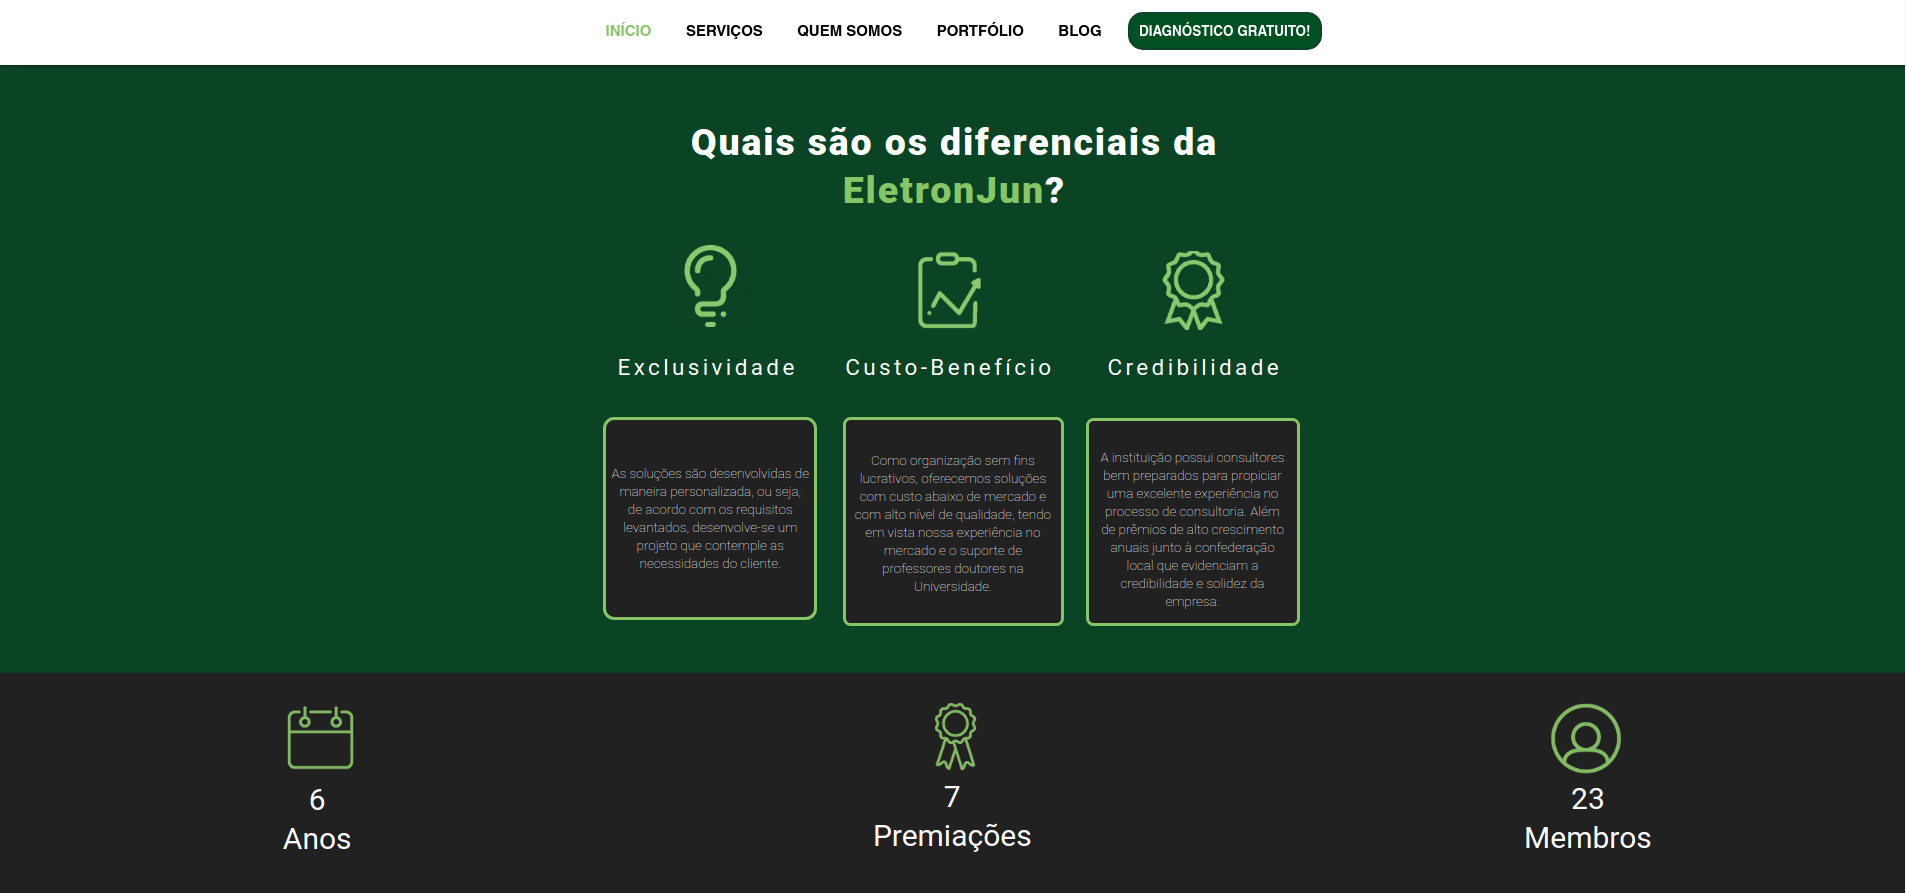 INÍCIO SERVIÇOS QUEM SOMOS PORTFÓLIO BLOG DIAGNÓSTICO GRATUITO!
Quais são os diferenciais da
EletronJun?
Exclusividade
As soluções são desenvolvidas de
maneira personalizada, ou seja,
de acordo com os requisitos
levantados, desenvolve-se um
projeto que contemple as
necessidades do cliente.
Custo-Benefício
Como organização sem fins
lucrativos, oferecemos soluções
com custo abaixo de mercado e
com alto nível de qualidade, tendo
em vista nossa experiência no
mercado e o suporte de
professores doutores na
Universidade.
Credibilidade
A instituição possui consultores
bem preparados para propiciar
uma excelente experiência no
processo de consultoria. Além
de prêmios de alto crescimento
anuais junto à confederação
local que evidenciam a
credibilidade e solidez da
empresa.
6
Anos
7
Premiações
23
Membros